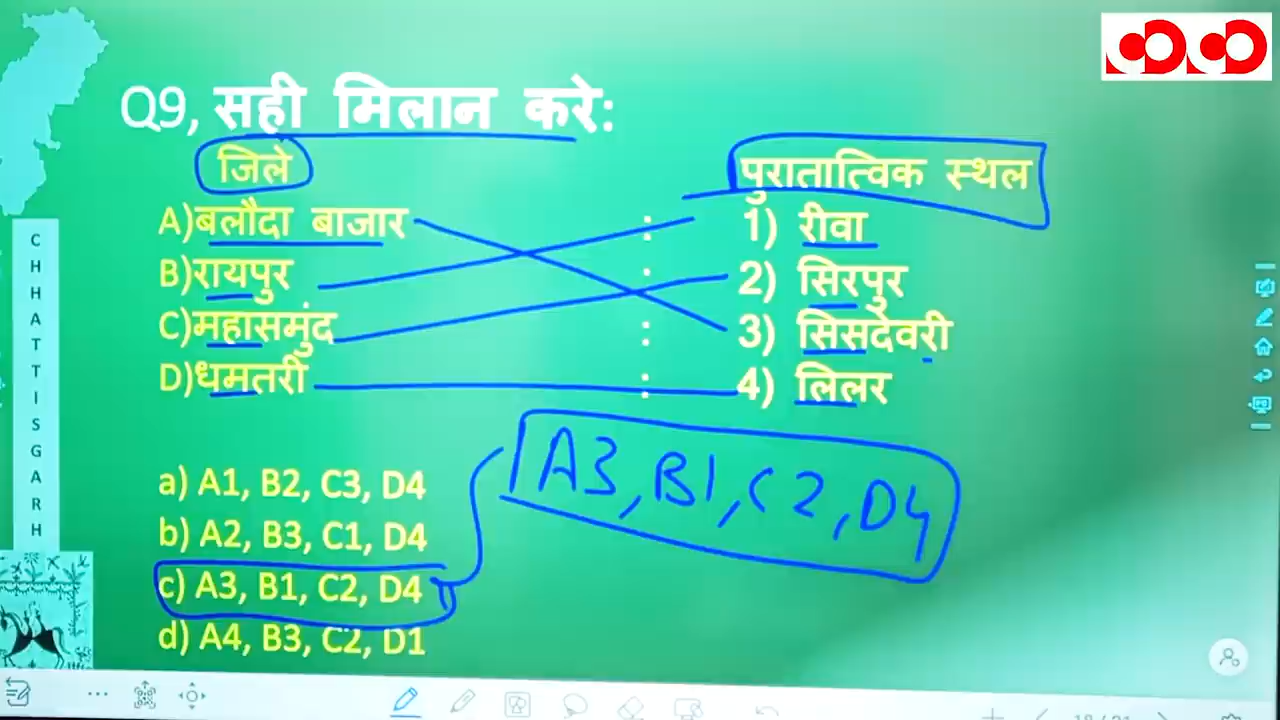 Q9, सही मिलान करे:
जिले पुरातात्विक स्थल
A)बलौदा बाजार : 1) रीवा
B)रायपुर : 2) सिरपुर
C)महासमुंद : 3) सिसदेवरी
D)धमतरी : 4) लिलर
A3, B1, C2, D4
a) A1, B2, C3, D4
b) A2, B3, C1, D4
c) A3, B1, C2, D4
d) A4, B3, C2, D1
CHHATTISGARH